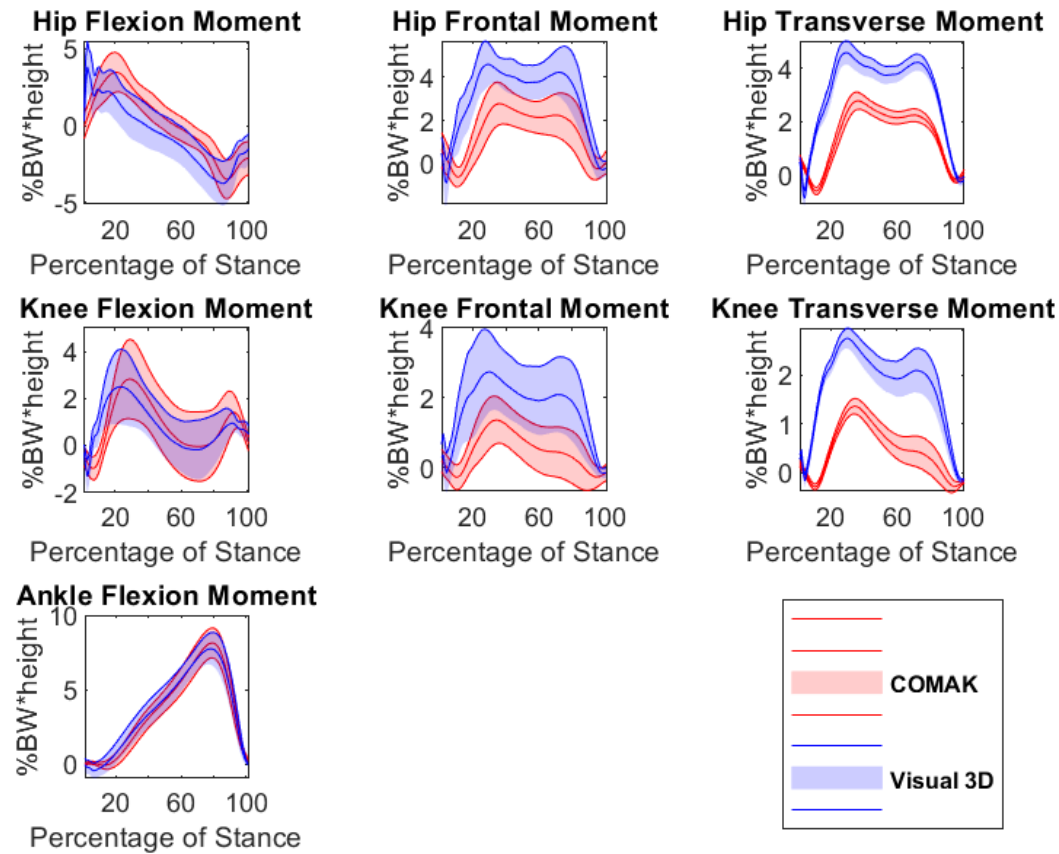 Hip Flexion Moment
5
0
-5
%BW*height
20 60 100
Percentage of Stance
Hip Frontal Moment
4
2
0
%BW*height
20 60 100
Percentage of Stance
Hip Transverse Moment
4
2
0
%BW*height
20 60 100
Percentage of Stance
Knee Flexion Moment
4
2
0
-2
%BW*height
20 60 100
Percentage of Stance
Knee Frontal Moment
4
2
0
%BW*height
20 60 100
Percentage of Stance
Knee Transverse Moment
2
1
0
%BW*height
20 60 100
Percentage of Stance
Ankle Flexion Moment
10
5
0
%BW*height
20 60 100
Percentage of Stance
COMAK
Visual 3D